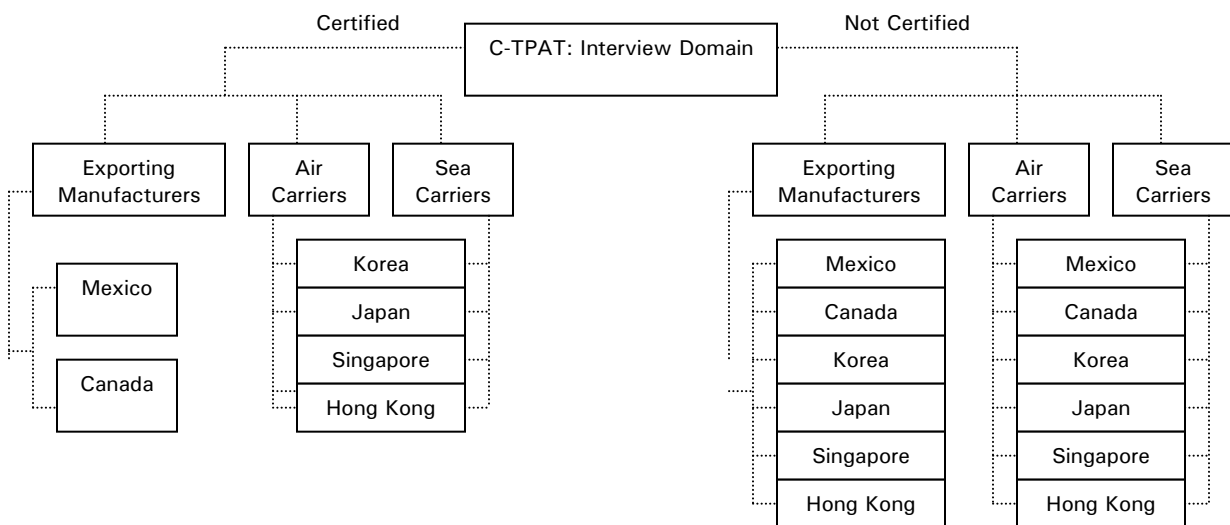 Certified
Not Certified
C-TPAT: Interview Domain
Exporting
Manufacturers
Air
Carriers
Sea
Carriers
Exporting
Manufacturers
Air
Carriers
Sea
Carriers
Mexico
Canada
Korea
Japan
Singapore
Hong Kong
Mexico
Canada
Korea
Japan
Singapore
Hong Kong
Mexico
Canada
Korea
Japan
Singapore
Hong Kong